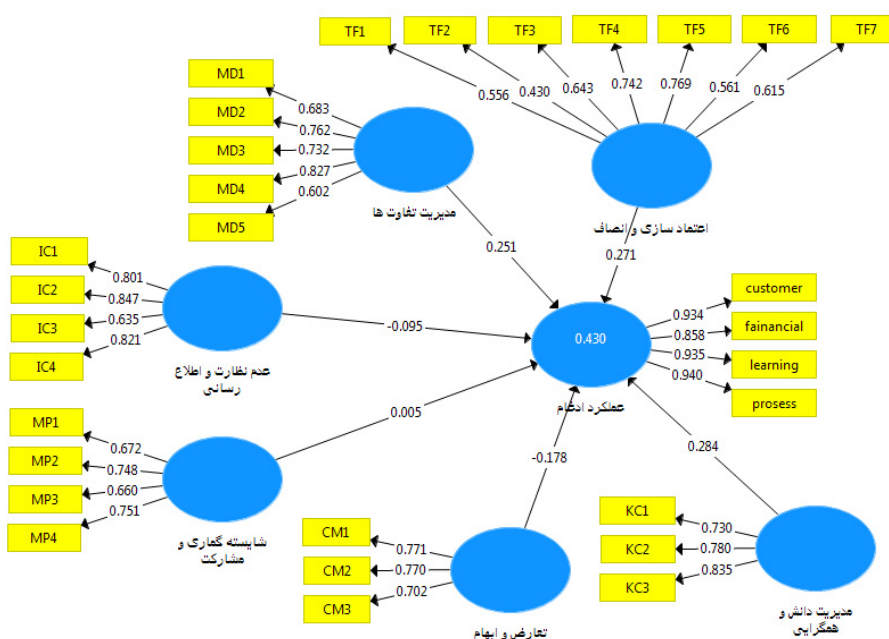 TF1
TF2
TF3
TF4
TF5
TF6
TF7
0.556
0.430
0.643
0.742
0.769
0.561
0.615
اعتماد سازی و انصاف
0.271
MD1
MD2
MD3
MD4
MD5
0.683
0.762
0.732
0.827
0.602
مدیریت تفاوت ها
0.251
IC1
IC2
IC3
IC4
0.801
0.847
0.635
0.821
عدم نظارت و اطلاع
رسانی
-0.095
customer
fainancial
learning
prosess
0.934
0.858
0.935
0.940
0.430
عملکرد ادغام
MP1
MP2
MP3
MP4
0.672
0.748
0.660
0.751
شایسته گماری و
مشارکت
0.005
CM1
CM2
CM3
0.771
0.770
0.702
تعارض و ابهام
-0.178
KC1
KC2
KC3
0.730
0.780
0.835
مدیریت دانش و
همگرایی
0.284